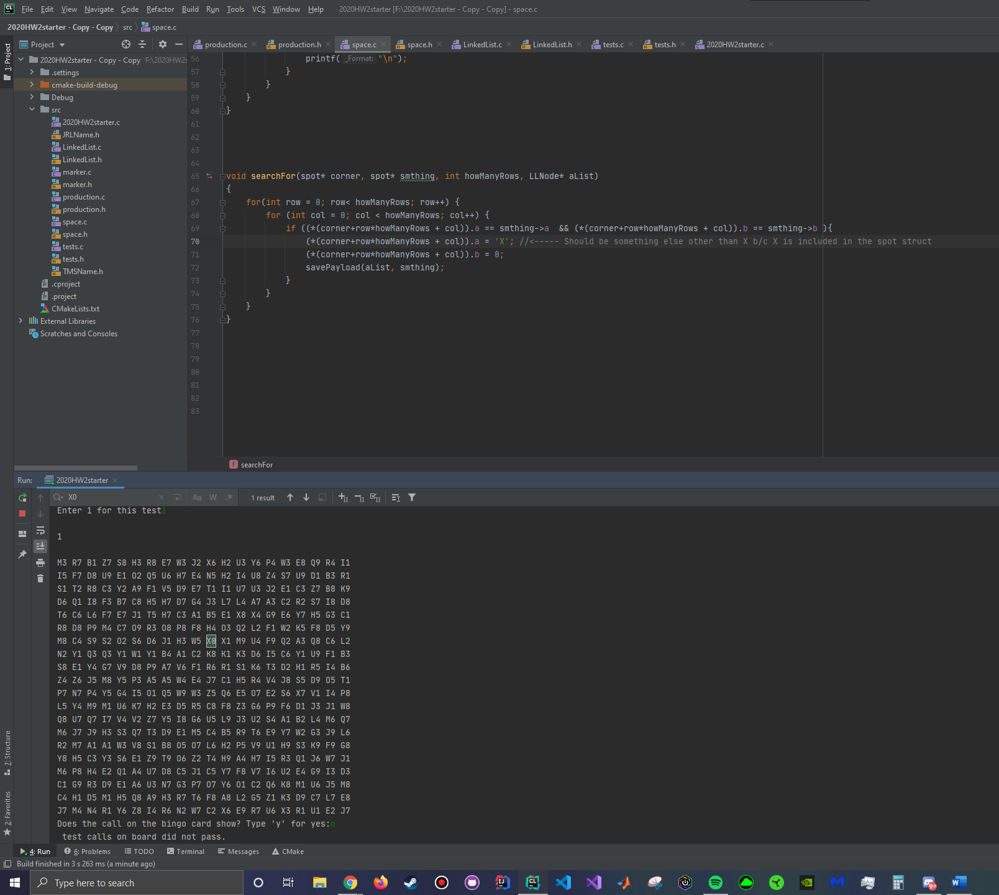 File Edit View Navigate Code Refactor Build Run Tools VCS Window Help 2020HW2starter [F:\2020HW2starter - Copy - Copy] - space.c
2020HW2starter - Copy - Copy src space.c
Project
production.c production.h space.c space.h LinkedList.c LinkedList.h tests.c tests.h 2020HW2starter.c
1: Project
2020HW2starter - Copy - Copy F:\2020HW2s
.settings
cmake-build-debug
Debug
src
2020HW2starter.c
JRLName.h
LinkedList.c
LinkedList.h
marker.c
marker.h
production.c
production.h
space.c
space.h
tests.c
tests.h
TMSName.h
.cproject
.project
CMakeLists.txt
External Libraries
Scratches and Consoles
56 printf( _Format: "\n");
57 }
58 }
59 }
60 }
61
62
63
64
65 void searchFor(spot* corner, spot* smthing, int howManyRows, LLNode* aList)
66 {
67 for(int row = 0; row< howManyRows; row++) {
68 for (int col = 0; col < howManyRows; col++) {
69 if ((*(corner+row*howManyRows + col)).a == smthing->a && (*(corner+row*howManyRows + col)).b == smthing->b ){
70 (*(corner+row*howManyRows + col)).a = 'X'; //<----- Should be something else other than X b/c X is included in the spot struct
71 (*(corner+row*howManyRows + col)).b = 0;
72 savePayload(aList, smthing);
73 }
74 }
75 }
76 }
77
78
79
80
81
82
83
searchFor
Run: 2020HW2starter
X0 Aa W .* 1 result
Enter 1 for this test1
1
M3 R7 B1 Z7 S8 H3 R8 E7 W3 J2 X6 H2 U3 Y6 P4 W3 E8 Q9 R4 I1
I5 F7 D8 U9 E1 O2 Q5 U6 H7 E4 N5 H2 I4 U8 Z4 S7 U9 D1 B3 R1
S1 T2 R8 C3 Y2 A9 F1 V5 D9 E7 T1 I1 U7 U3 J2 E1 C3 Z7 B8 K9
D6 Q1 I8 F3 B7 C8 H5 H7 D7 G4 J3 L7 L4 A7 A3 C2 R2 S7 I8 D8
T6 C6 L6 F7 E7 J1 T5 H7 C3 A1 B5 E1 X8 X4 G9 E6 Y7 H5 G3 C1
R8 D8 P9 M4 C7 O9 R3 O8 P8 F8 H4 O3 Q2 L2 F1 W2 K5 F8 D5 Y9
M8 C4 S9 S2 O2 S6 D6 J1 H3 W5 X0 X1 M9 U4 F9 Q2 A3 Q8 C6 L2
N2 Y1 Q3 Q3 Y1 W1 Y1 B4 A1 C2 K8 K1 K3 D6 I5 C6 Y1 U9 F1 B3
S8 E1 Y4 G7 V9 D8 P9 A7 V6 F1 R6 R1 S1 K6 T3 D2 H1 R5 I4 B6
Z4 Z6 J5 M8 Y5 P3 A5 A5 W4 E4 J7 C1 H5 R4 V4 J8 S5 D9 O5 T1
P7 N7 P4 Y5 G4 I5 O1 Q5 W9 W3 Z5 Q6 E5 O7 E2 S6 X7 V1 I4 P8
L5 Y4 M9 M1 U6 K7 H2 E3 D5 R5 C8 F8 Z3 G6 P9 F6 D1 J3 J1 W8
Q8 U7 Q7 I7 V4 V2 Z7 Y5 I8 G6 U5 L9 J3 U2 S4 A1 B2 L4 M6 Q7
M6 J7 J9 H3 S3 Q7 T3 D9 E1 M5 C4 B5 R9 T6 E9 Y7 W2 G3 J9 L6
R2 M7 A1 A1 W3 V8 S1 B8 O5 O7 L6 H2 P5 V9 U1 H9 S3 K9 F9 G8
Y8 H5 C3 Y3 S6 E1 Z9 T9 O6 Z2 T4 H9 A4 H7 I5 R3 Q1 J6 W7 J1
M6 P8 H4 E2 Q1 A4 U7 D8 C5 J1 C5 Y7 F8 V7 I6 U2 E4 G9 I3 D3
C1 G9 R3 D9 E1 A6 U3 N7 G3 P7 O7 Y6 O1 C2 Q6 K8 M1 U6 J5 M8
C4 H1 D5 M1 H5 Q8 A9 H3 R7 T6 F8 A8 L2 G5 Z1 K3 D9 C7 L7 E8
J7 M4 N4 R1 Y6 Z8 I4 R6 N2 W7 C2 X6 E9 R7 U6 X3 R1 U1 E2 J7
Does the call on the bingo card show? Type 'y' for yes:n
test calls on board did not pass.
7: Structure
2: Favorites
4: Run 6: Problems TODO Terminal Messages CMake
Build finished in 3 s 263 ms (a minute ago)
Type here to search